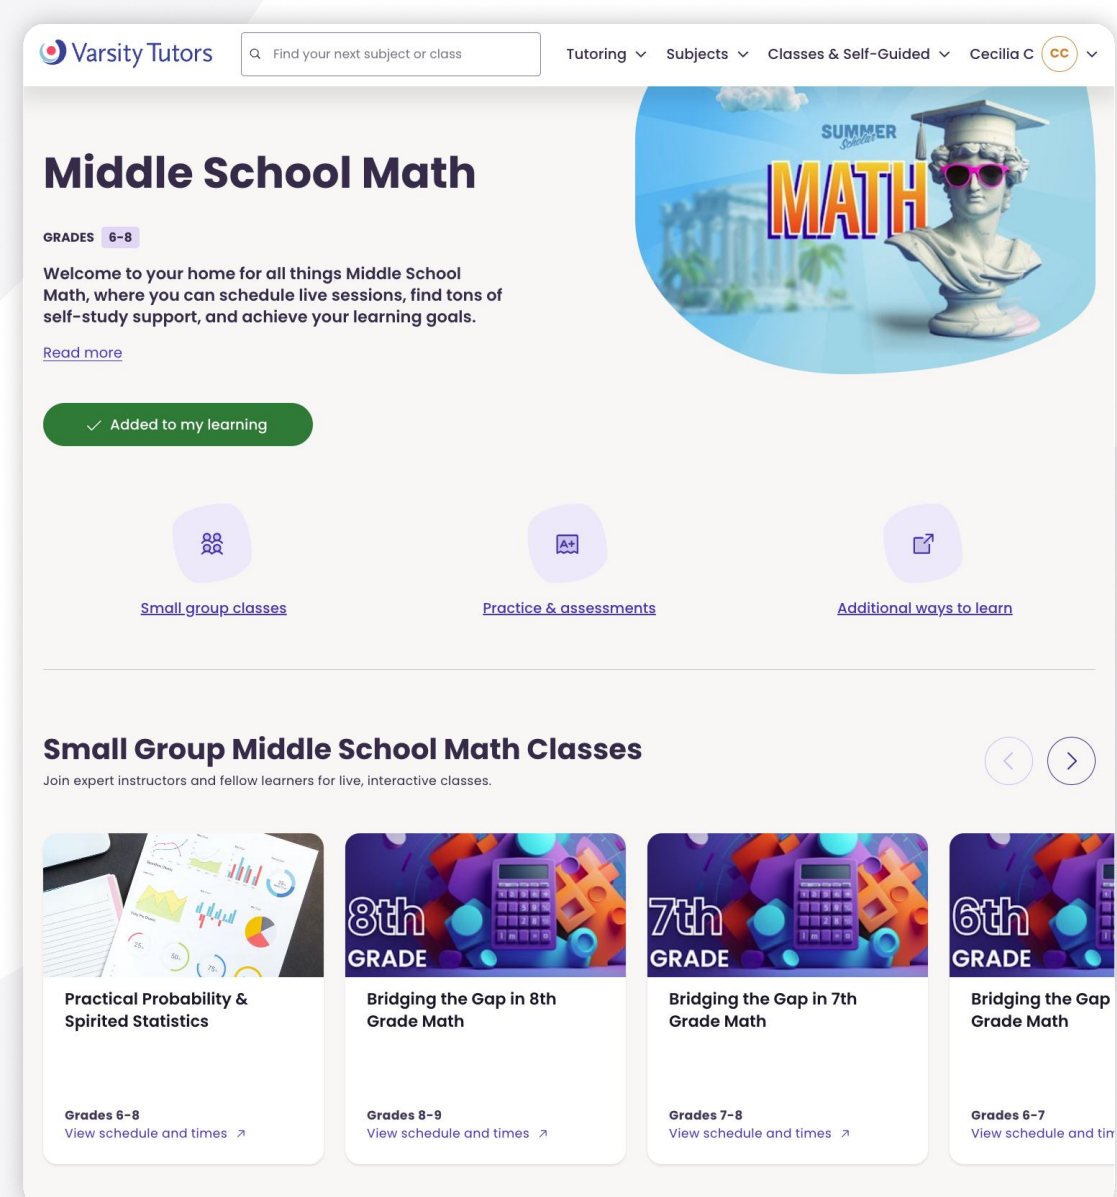 Varsity Tutors
Find your next subject or class
Tutoring
Subjects
Classes & Self-Guided
Cecilia C
CC
SUMMER
Scholar
MATH
Middle School Math
GRADES 6-8
Welcome to your home for all things Middle School
Math, where you can schedule live sessions, find tons of
self-study support, and achieve your learning goals.
Read more
Added to my learning
A+
Small group classes
Practice & assessments
Additional ways to learn
Small Group Middle School Math Classes
Join expert instructors and fellow learners for live, interactive classes.
25%
50%
75%
Practical Probability &
Spirited Statistics
Grades 6-8
View schedule and times
8th
GRADE
Bridging the Gap in 8th
Grade Math
Grades 8-9
View schedule and times
7th
GRADE
Bridging the Gap in 7th
Grade Math
Grades 7-8
View schedule and times
6th
GRADE
Bridging the Gap
Grade Math
Grades 6-7
View schedule and